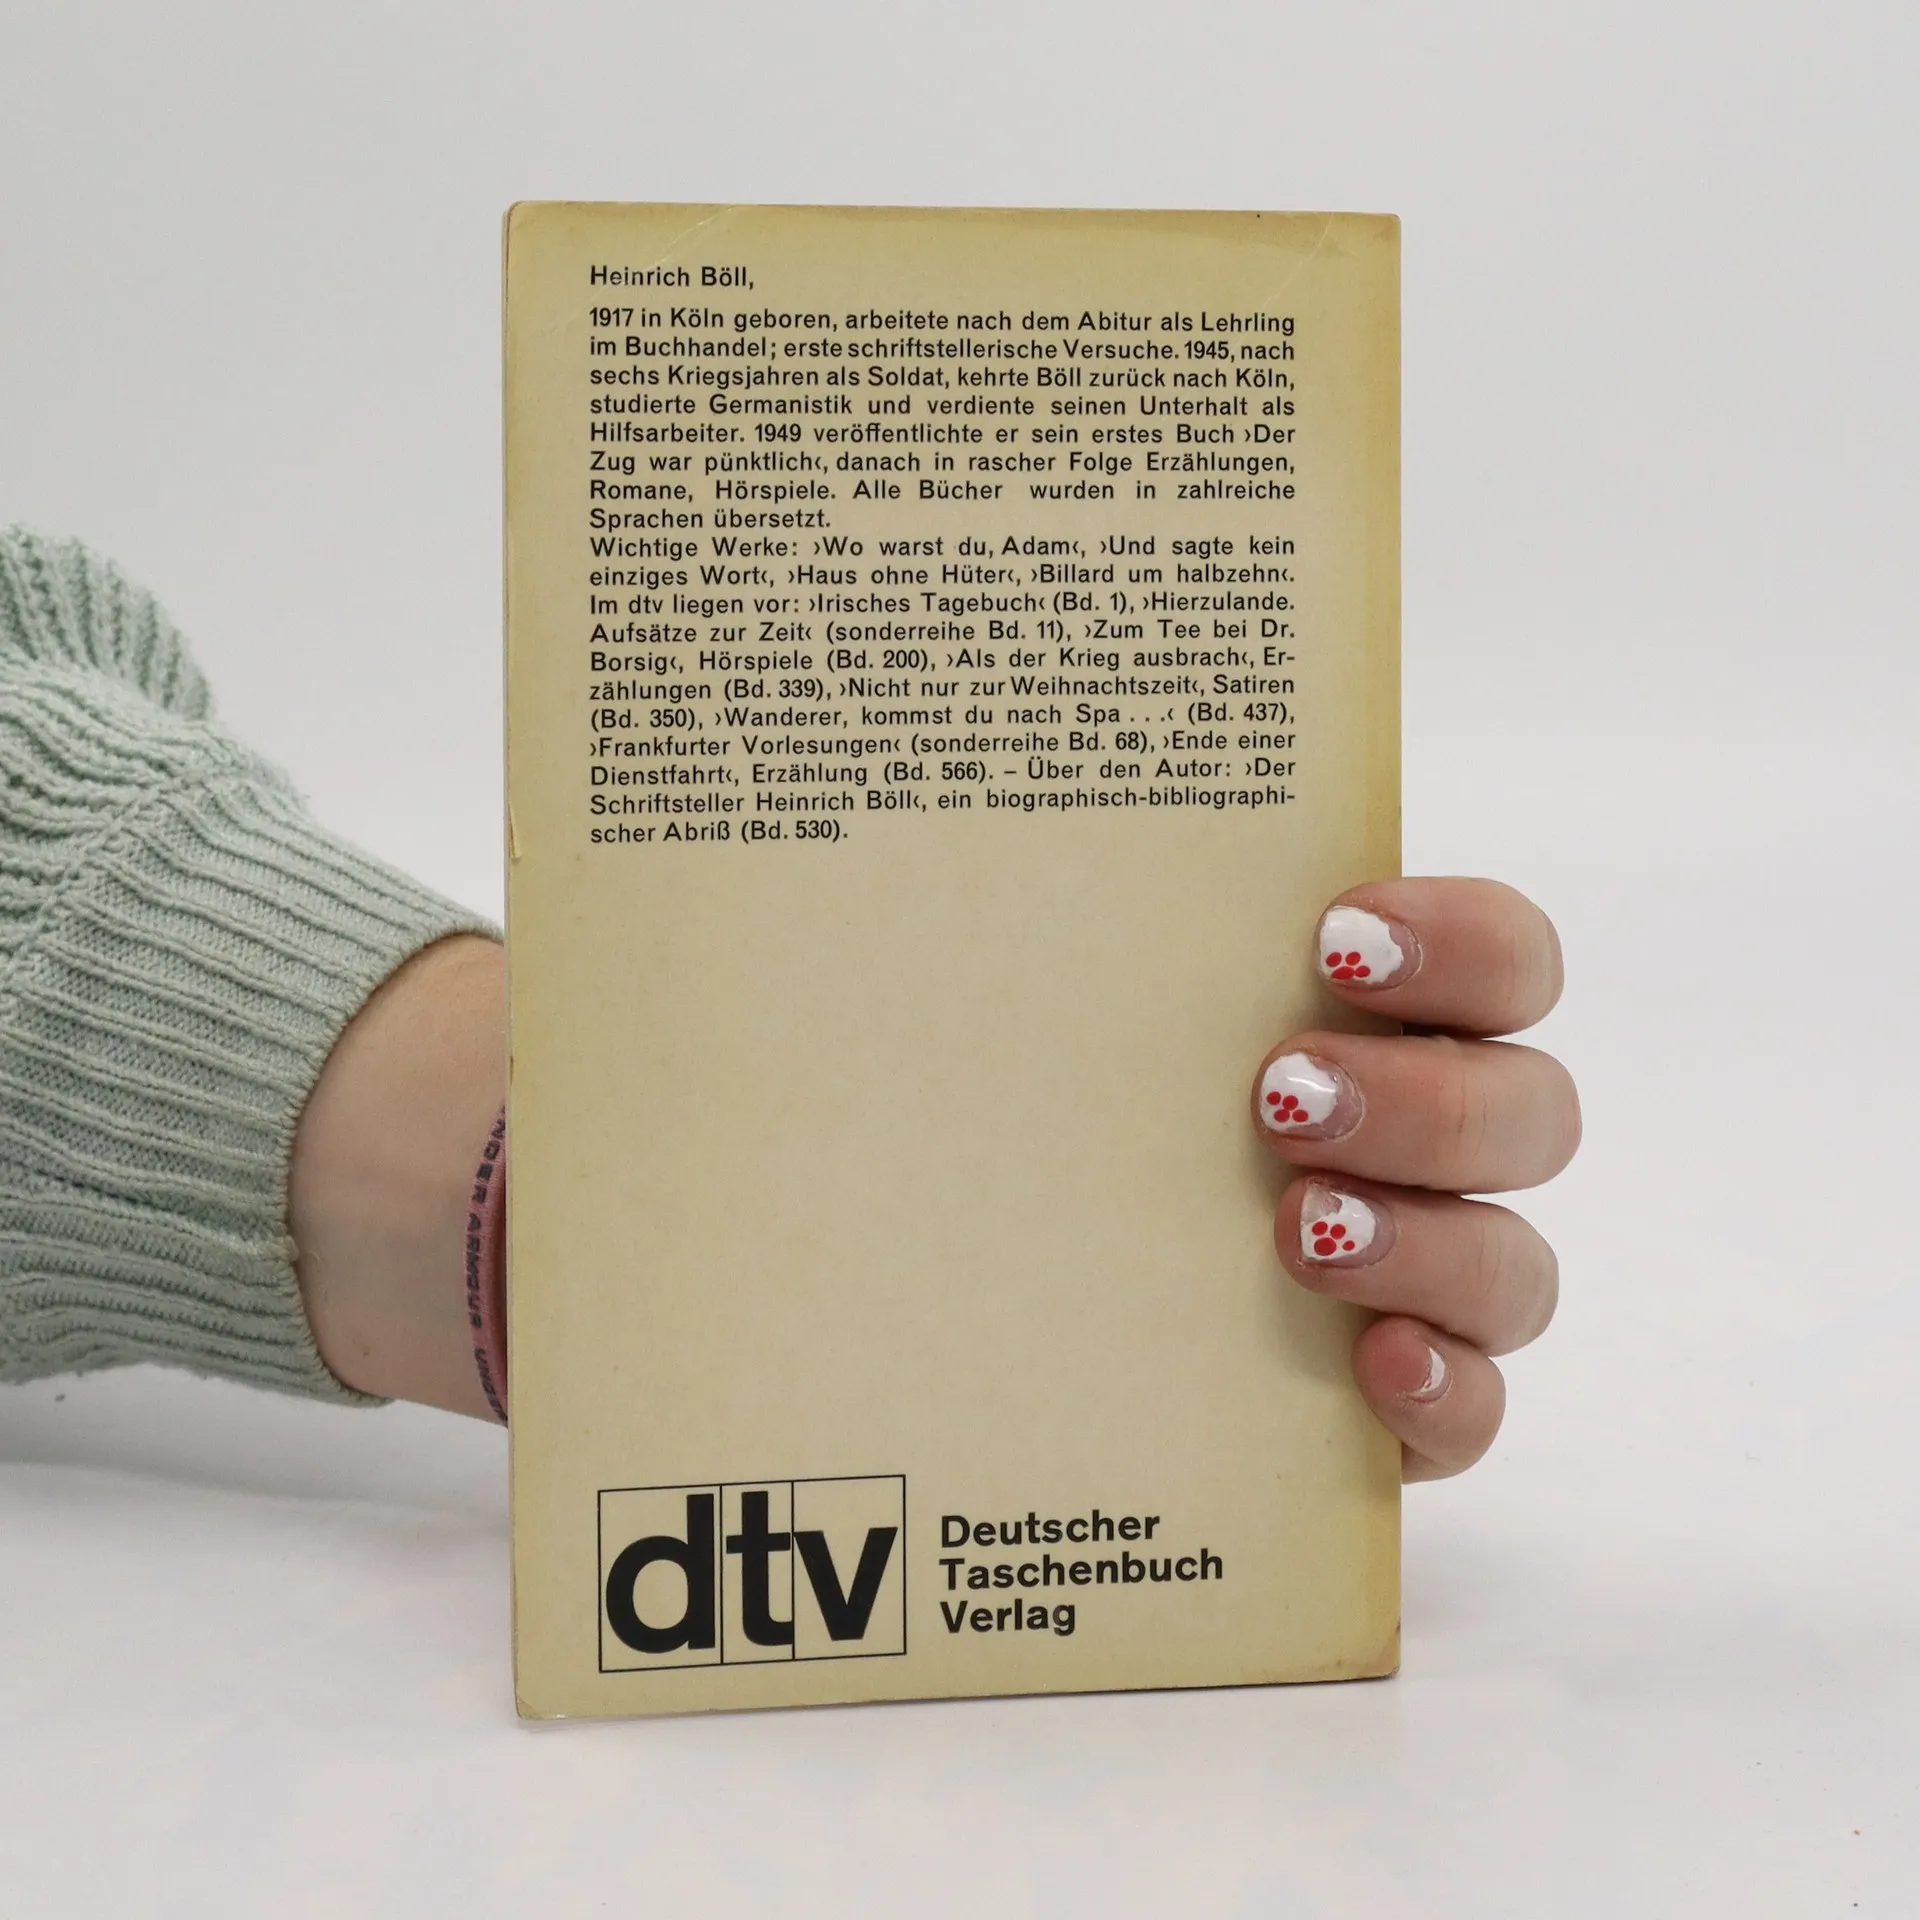 Heinrich Böll,
1917 in Köln geboren, arbeitete nach dem Abitur als Lehrling
im Buchhandel; erste schriftstellerische Versuche. 1945, nach
sechs Kriegsjahren als Soldat, kehrte Böll zurück nach Köln,
studierte Germanistik und verdiente seinen Unterhalt als
Hilfsarbeiter. 1949 veröffentlichte er sein erstes Buch ›Der
Zug war pünktlich‹, danach in rascher Folge Erzählungen,
Romane, Hörspiele. Alle Bücher wurden in zahlreiche
Sprachen übersetzt.
Wichtige Werke: ›Wo warst du, Adam‹, ›Und sagte kein
einziges Wort‹, ›Haus ohne Hüter‹, ›Billard um halbzehn‹.
Im dtv liegen vor: ›Irisches Tagebuch‹ (Bd. 1), ›Hierzulande.
Aufsätze zur Zeit‹ (sonderreihe Bd. 11), ›Zum Tee bei Dr.
Borsig‹, Hörspiele (Bd. 200), ›Als der Krieg ausbrach‹, Er-
zählungen (Bd. 339), ›Nicht nur zur Weihnachtszeit‹, Satiren
(Bd. 350), ›Wanderer, kommst du nach Spa . . .‹ (Bd. 437),
›Frankfurter Vorlesungen‹ (sonderreihe Bd. 68), ›Ende einer
Dienstfahrt‹, Erzählung (Bd. 566). – Über den Autor: ›Der
Schriftsteller Heinrich Böll‹, ein biographisch-bibliographi-
scher Abriß (Bd. 530).
NDER ARMOUR UNDER
dtv
Deutscher
Taschenbuch
Verlag